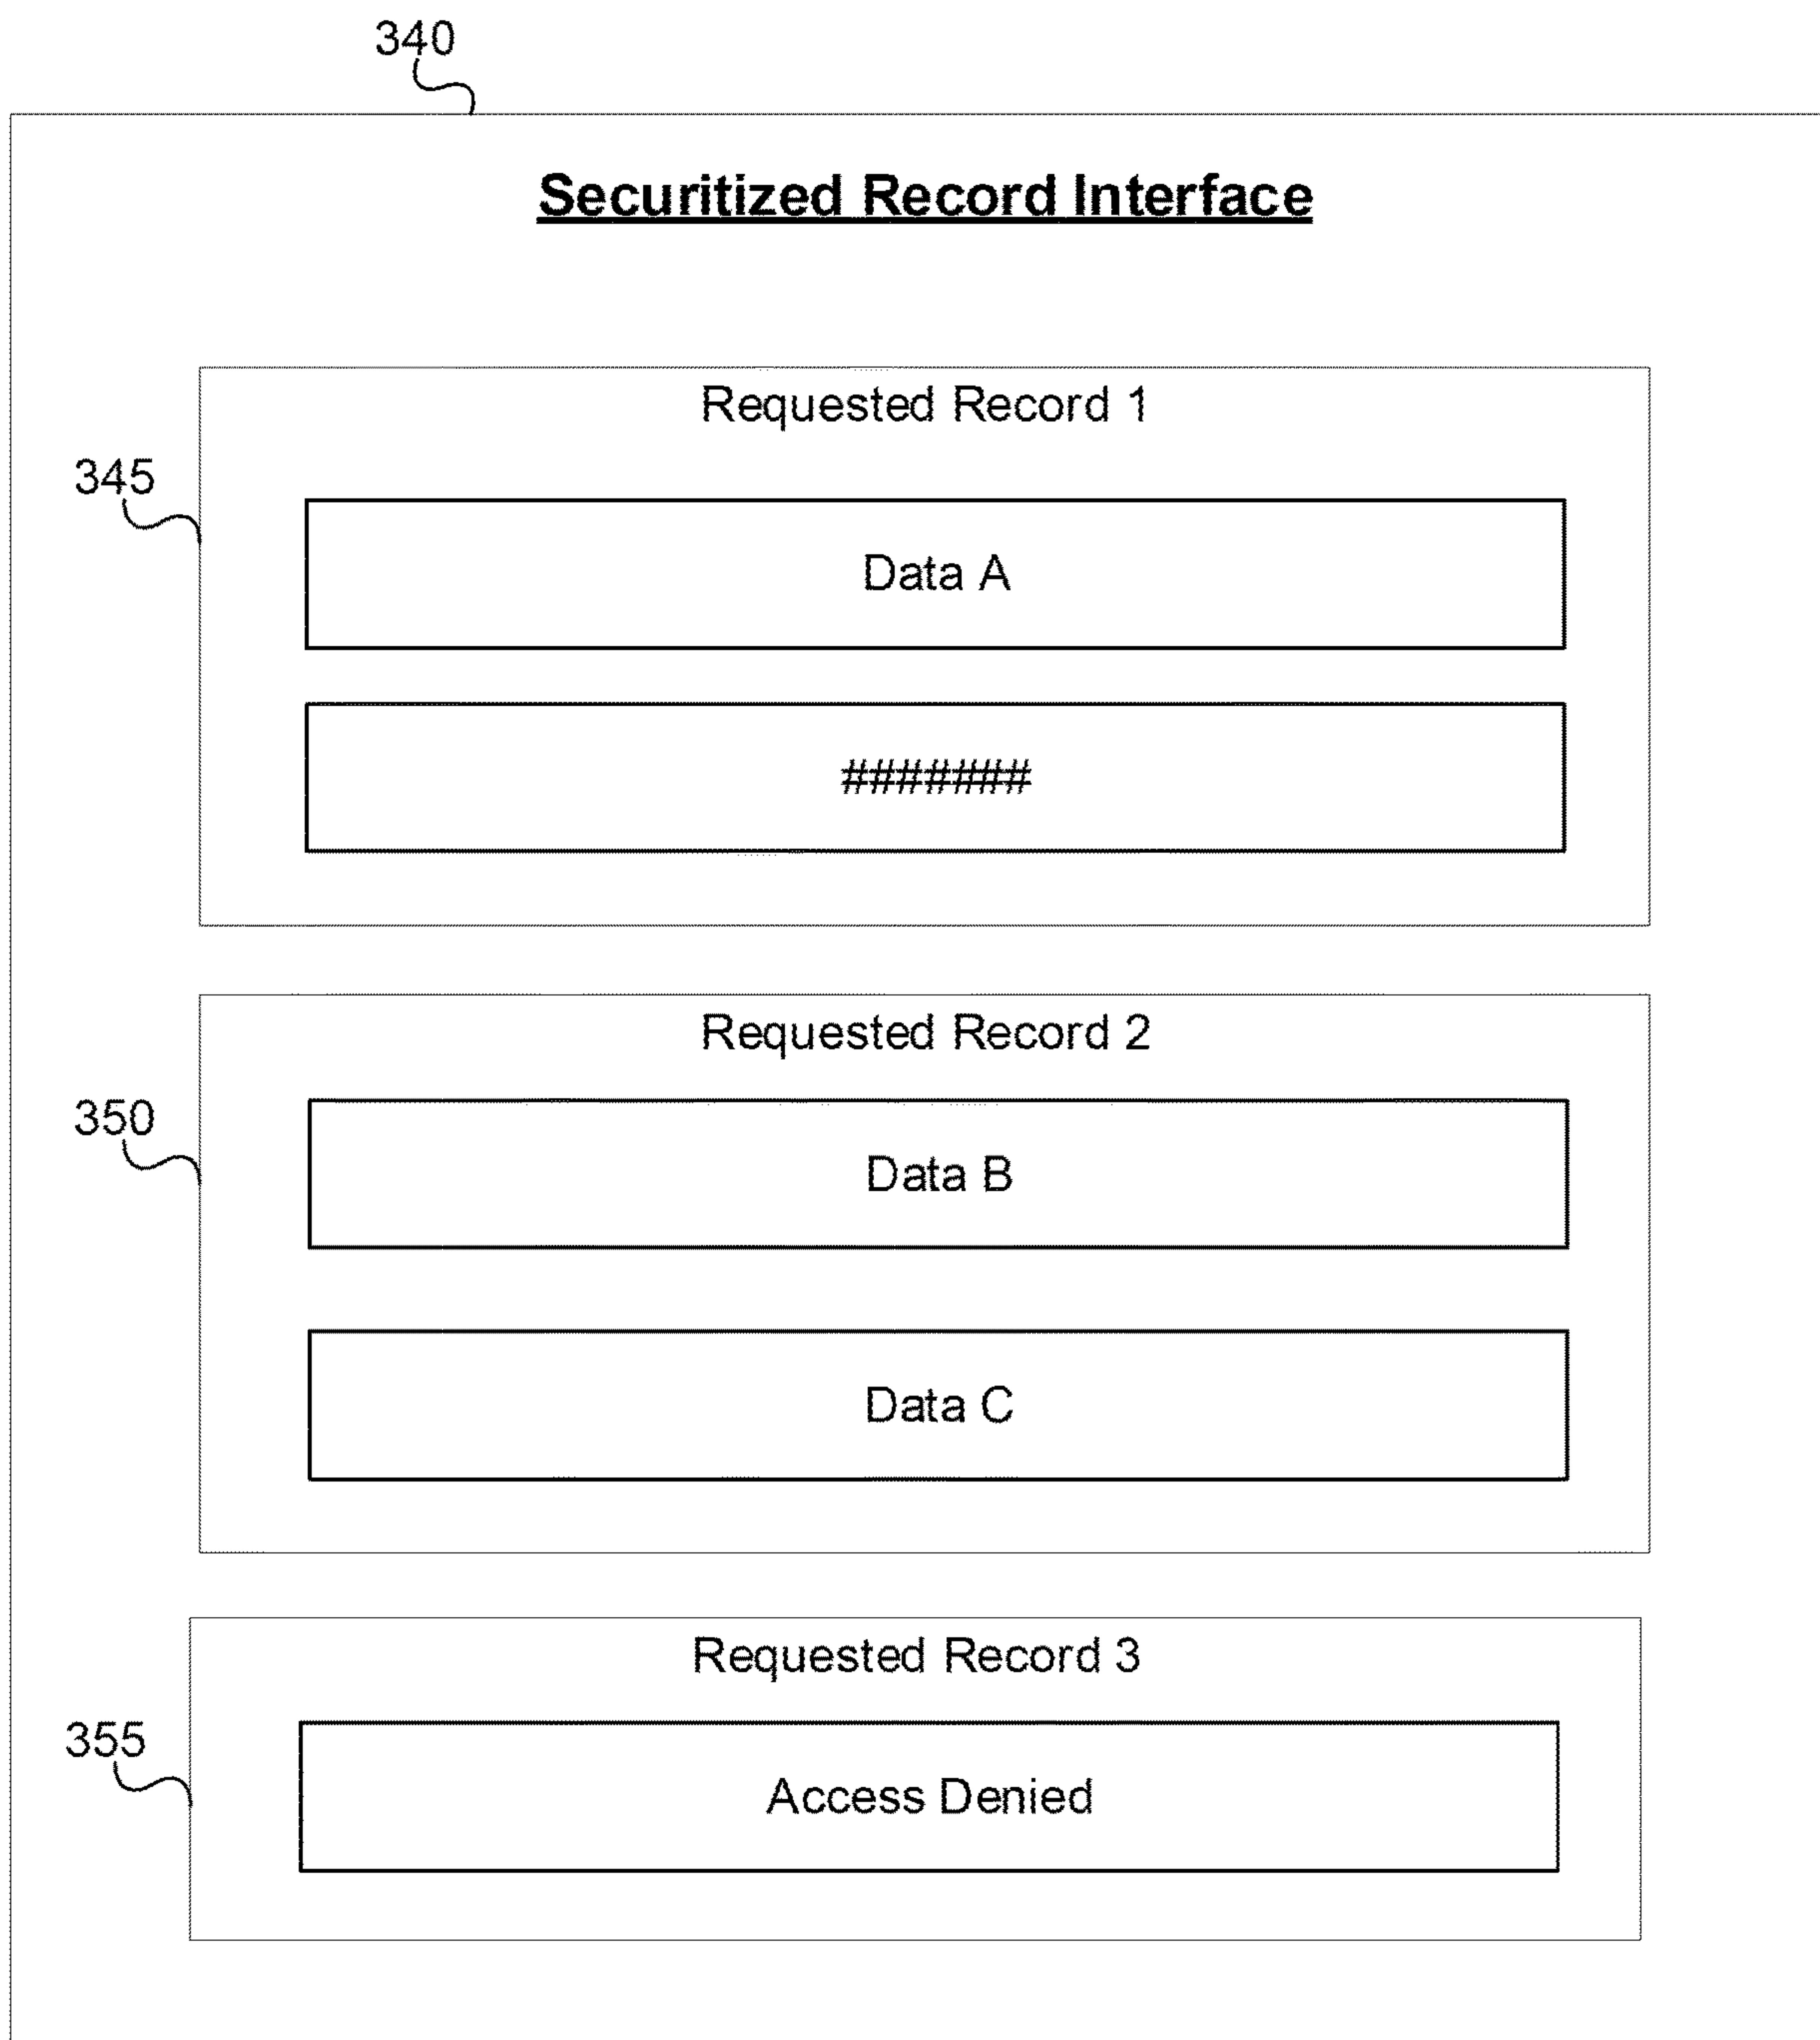 340
Securitized Record Interface
Requested Record 1
345
Data A
#######
Requested Record 2
350
Data B
Data C
Requested Record 3
355
Access Denied